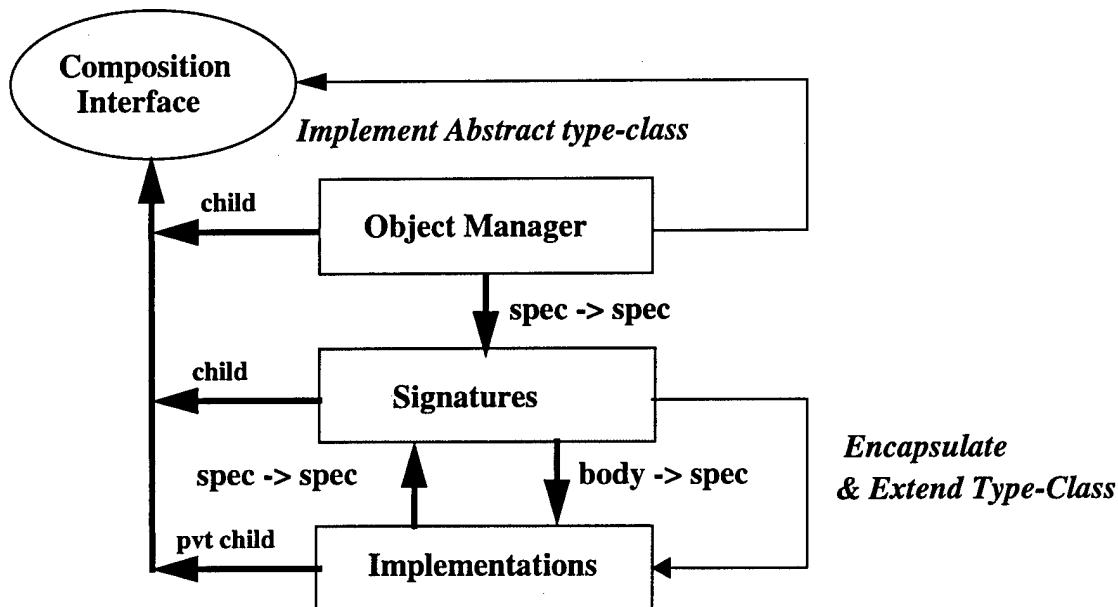 Composition
Interface
Implement Abstract type-class
child
Object Manager
spec -> spec
child
Signatures
spec -> spec
body -> spec
Encapsulate
& Extend Type-Class
pvt child
Implementations